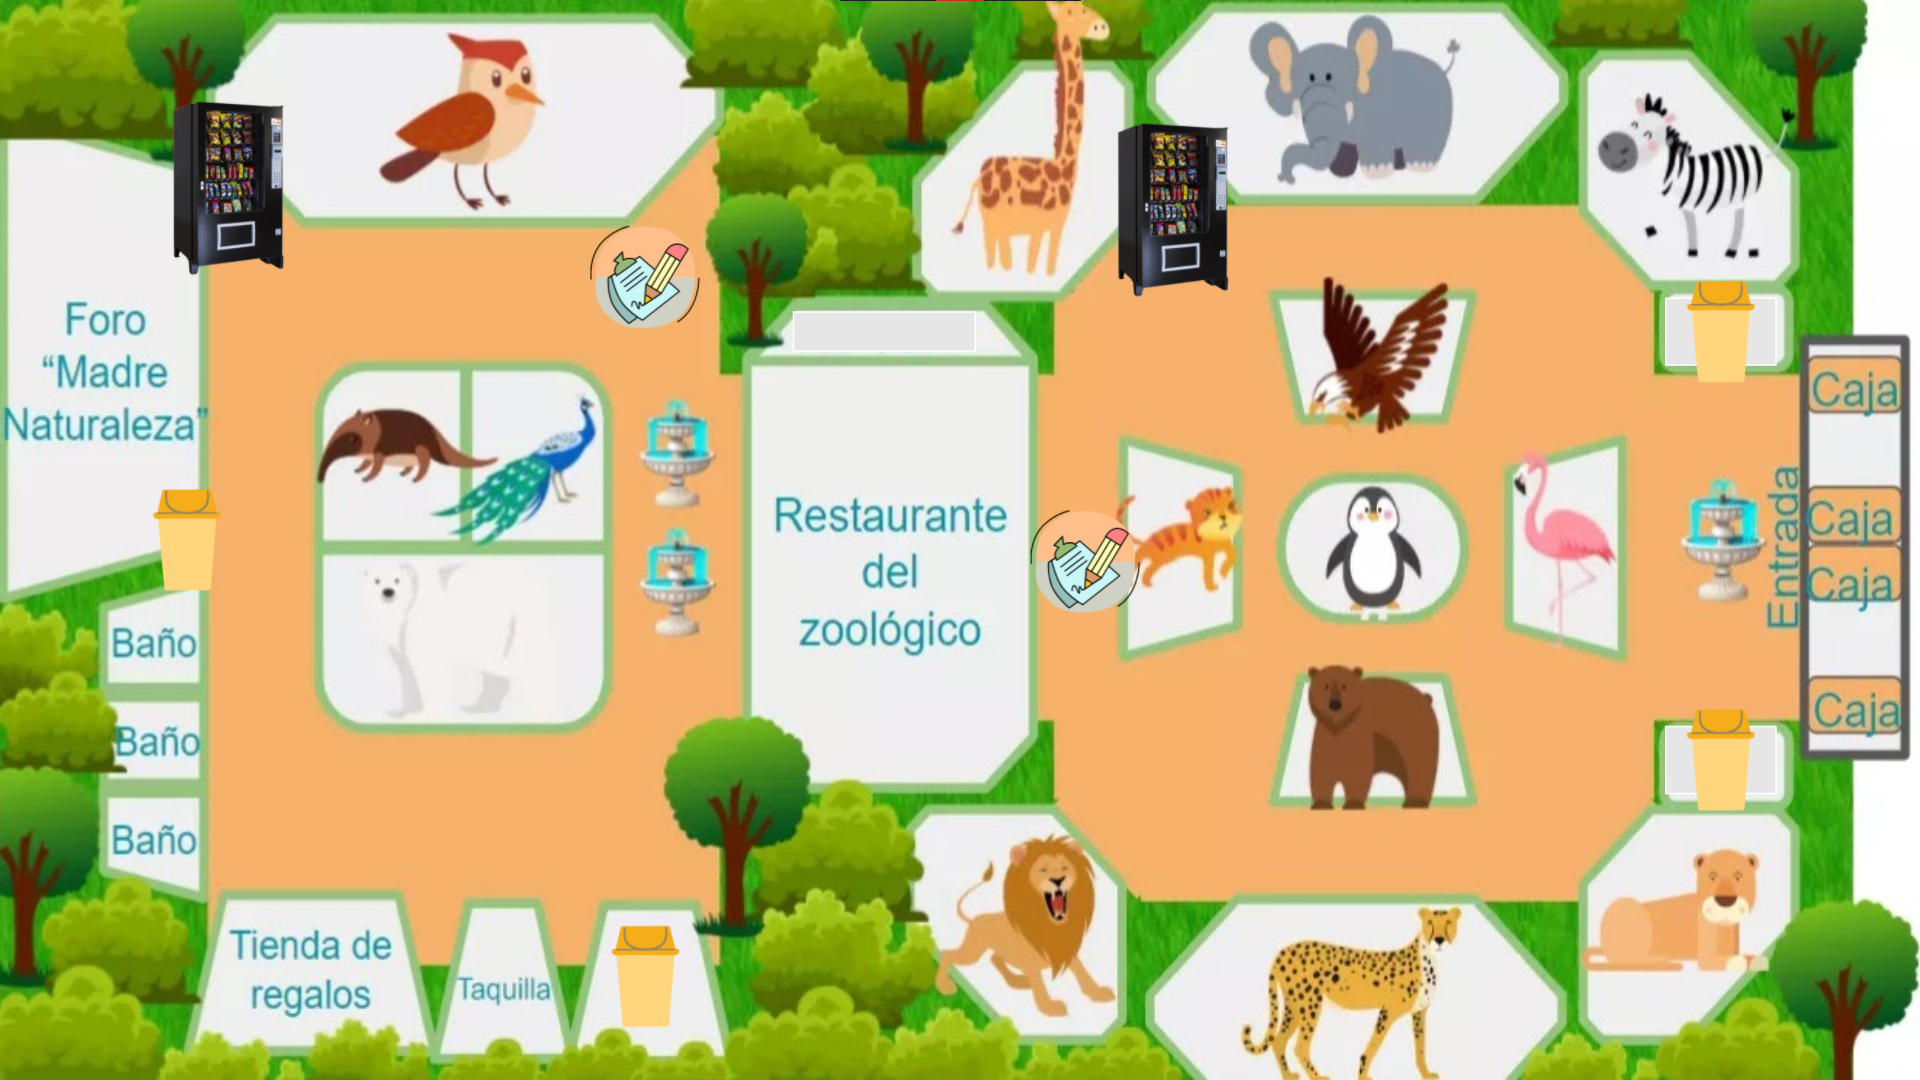 Foro
“Madre
Naturaleza”
Baño
Baño
Baño
Tienda de
regalos
Taquilla
Restaurante
del
zoológico
Entrada
Caja
Caja
Caja
Caja